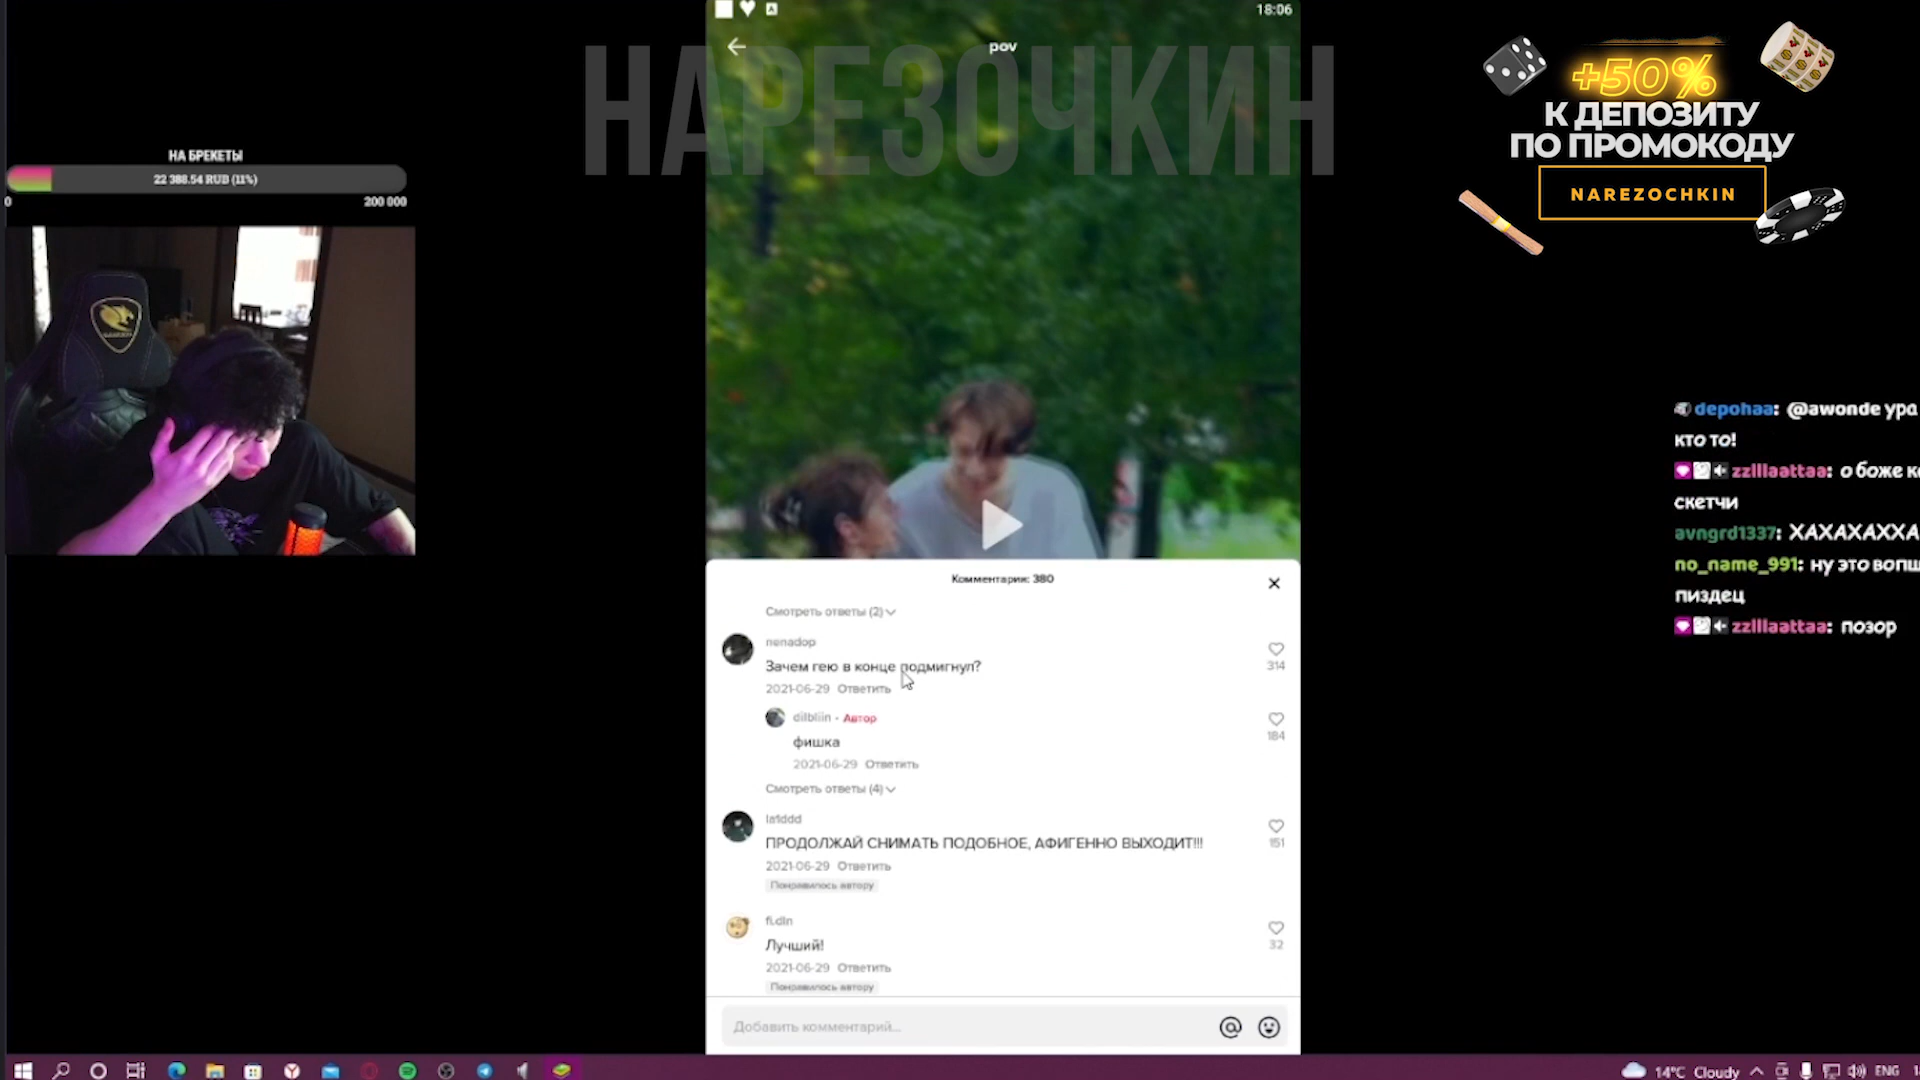 18:06
pov
НАРЕЗОЧКИН
+50%
К ДЕПОЗИТУ
ПО ПРОМОКОДУ
NAREZOCHKIN
НА БРЕКЕТЫ
22 388.54 RUB (11%)
0
200 000
depohaa: @awonde ура
кто то!
zzlllaattaa: о боже
скетчи
avngrd1337: ХАХАХАХХА
no_name_991: ну это
пиздец
zzlllaattaa: позор
Комментарии: 380
Смотреть ответы (2)
nenadop
Зачем гею в конце подмигнул?
314
2021-06-29 Ответить
dilbliin · Автор
фишка
184
2021-06-29 Ответить
Смотреть ответы (4)
la1ddd
ПРОДОЛЖАЙ СНИМАТЬ ПОДОБНОЕ, АФИГЕННО ВЫХОДИТ!!!
151
2021-06-29 Ответить
Понравилось автору
fi.dln
Лучший!
32
2021-06-29 Ответить
Понравилось автору
Добавить комментарий...
14°C Cloudy
ENG